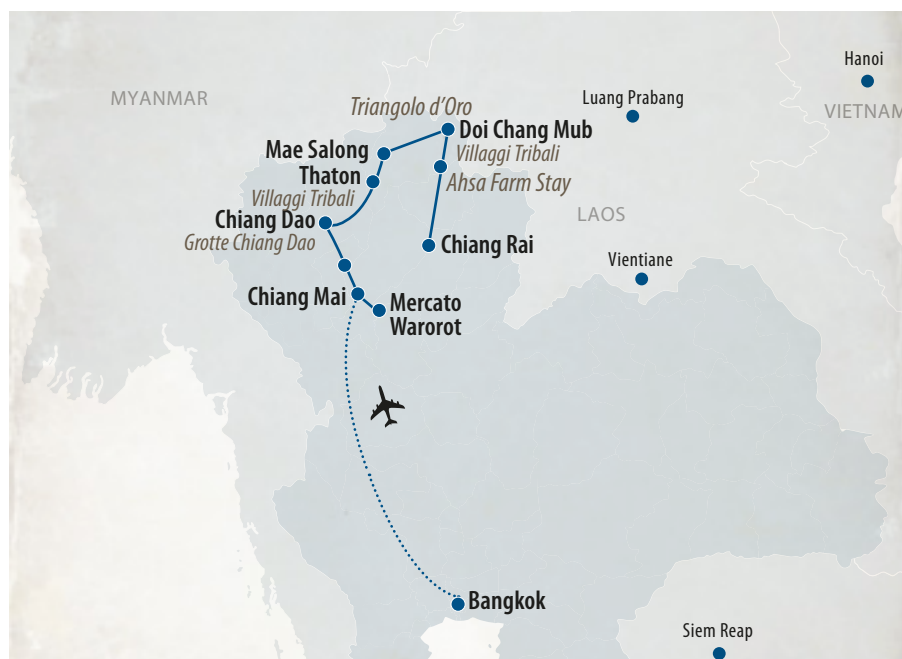 Hanoi
MYANMAR
Luang Prabang
VIETNAM
Triangolo d'Oro
Doi Chang Mub
Mae Salong
Villaggi Tribali
Thaton
Ahsa Farm Stay
Villaggi Tribali
Chiang Dao
LAOS
Grotte Chiang Dao
Chiang Rai
Vientiane
Chiang Mai
Mercato
Warorot
Bangkok
Siem Reap